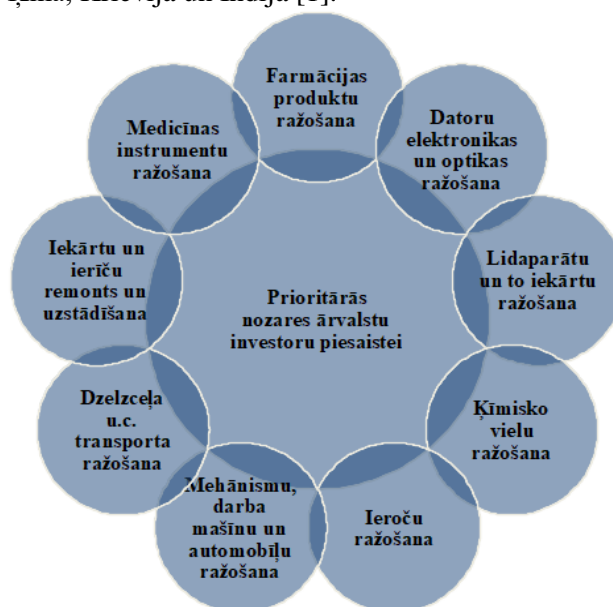 Farmācijas
produktu
ražošana
Datoru
elektronikas
un optikas
ražošana
Lidaparātu
un to iekārtu
ražošana
Ķīmisko
vielu
ražošana
Ieroču
ražošana
Mehānismu,
darba
mašīnu un
automobīļu
ražošana
Dzelzceļa
u.c.
transporta
ražošana
Iekārtu un
ierīču
remonts un
uzstādīšana
Medicīnas
instrumentu
ražošana
Prioritārās
nozares ārvalstu
investoru piesaistei